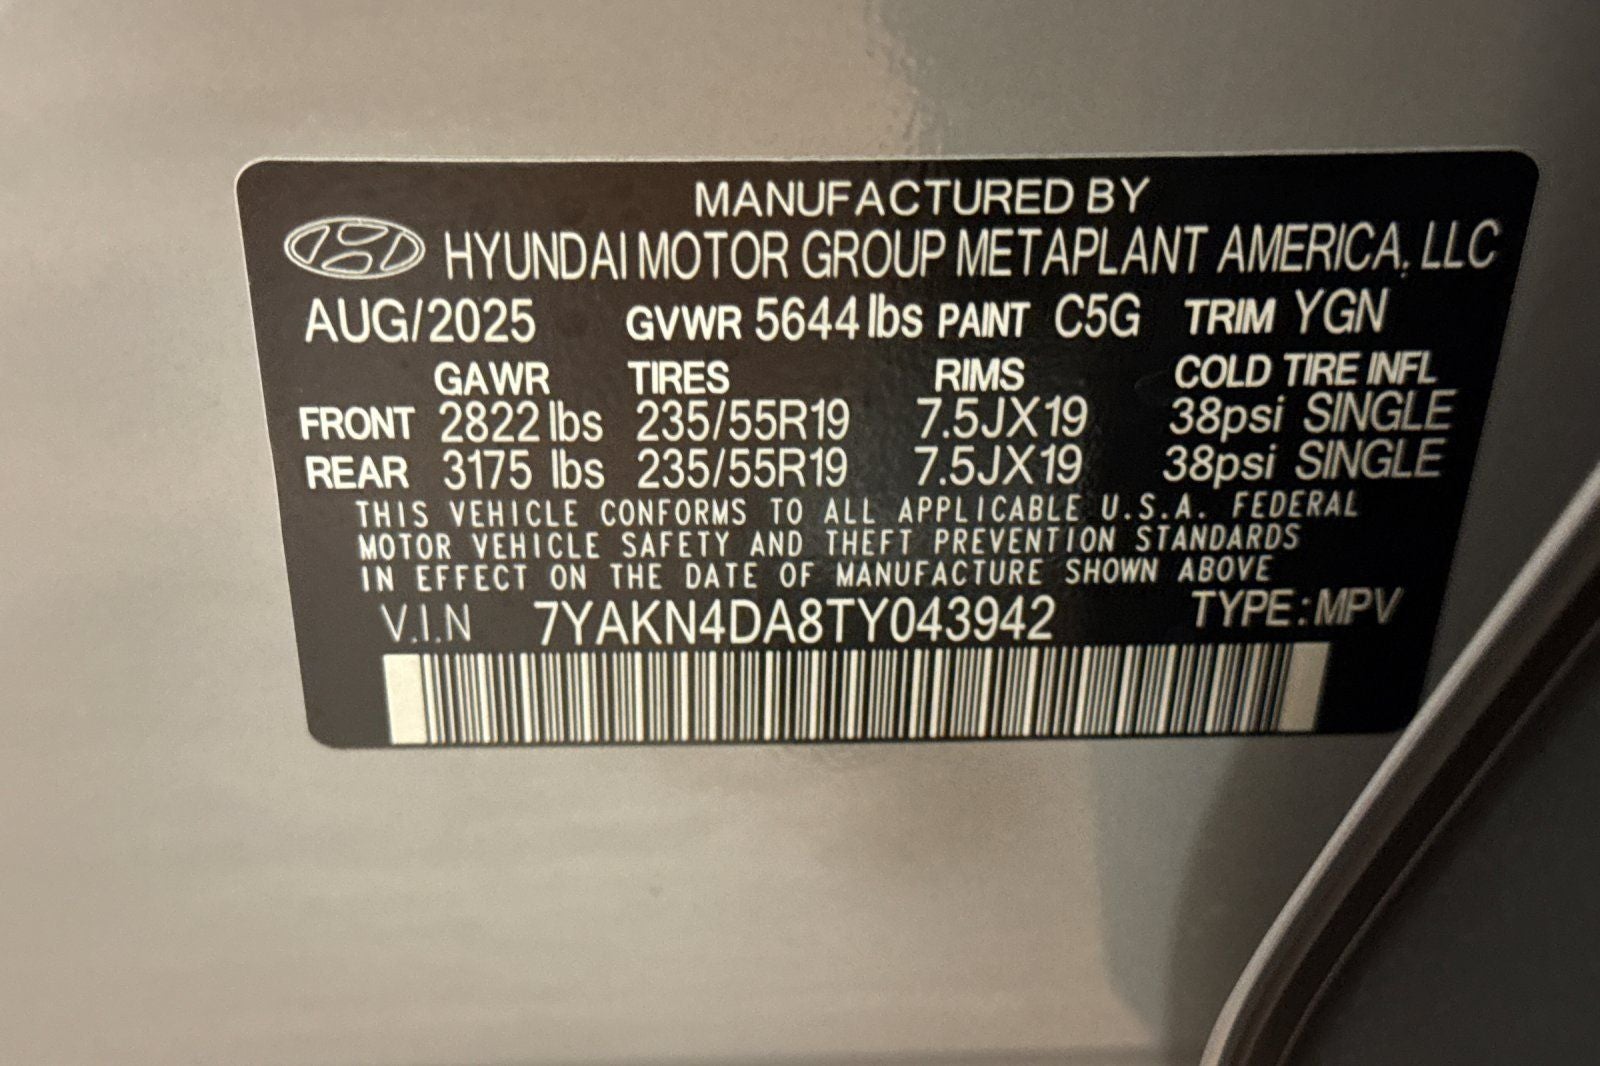 MANUFACTURED BY
HYUNDAI MOTOR GROUP METAPLANT AMERICA, LLC
AUG/2025 GVWR 5644 lbs PAINT C5G TRIM YGN
GAWR TIRES RIMS COLD TIRE INFL
FRONT 2822 lbs 235/55R19 7.5JX19 38psi SINGLE
REAR 3175 lbs 235/55R19 7.5JX19 38psi SINGLE
THIS VEHICLE CONFORMS TO ALL APPLICABLE U.S.A. FEDERAL
MOTOR VEHICLE SAFETY AND THEFT PREVENTION STANDARDS
IN EFFECT ON THE DATE OF MANUFACTURE SHOWN ABOVE
V.I.N 7YAKN4DA8TY043942 TYPE:MPV